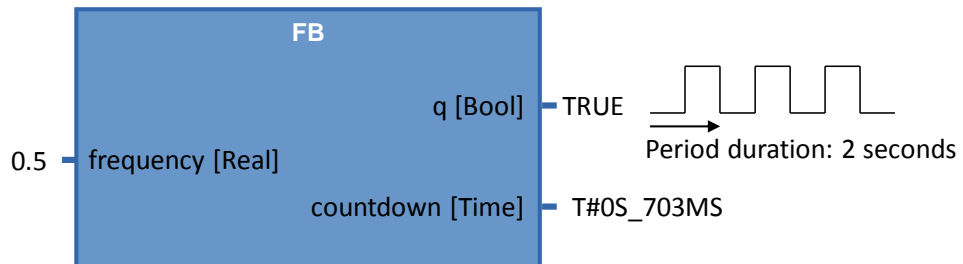 FB
q [Bool]
TRUE
Period duration: 2 seconds
0.5
frequency [Real]
countdown [Time]
T#0S_703MS